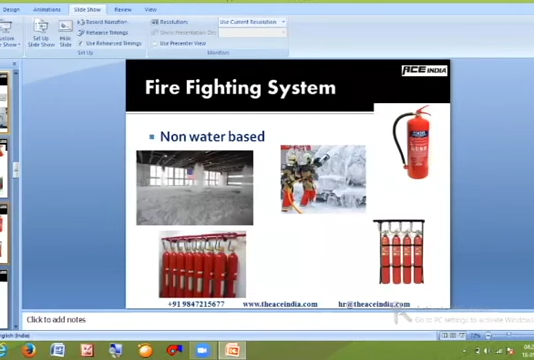 Design Animations Slide Show Review View
Set Up
Slide Show
Hide
Slide
Record Narration
Rehearse Timings
Use Rehearsed Timings
Set Up
Resolution:
Use Current Resolution
Show Presentation On:
Use Presenter View
Monitors
ACE INDIA
Fire Fighting System
Non water based
+91 9847215677 www.theaceindia.com hr@theaceindia.com
Go to PC settings to activate Windows
Click to add notes
English (India)